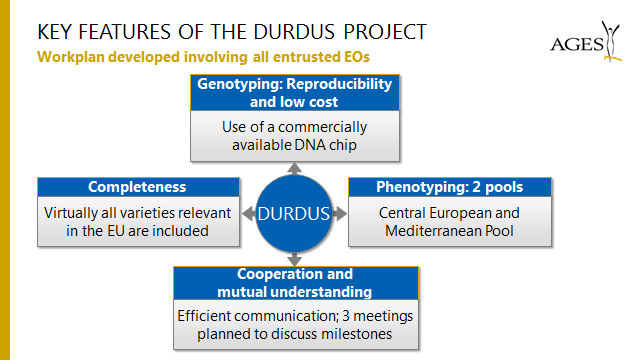 KEY FEATURES OF THE DURDUS PROJECT
Workplan developed involving all entrusted EOs
AGES
Genotyping: Reproducibility
and low cost
Use of a commercially
available DNA chip
Completeness
Virtually all varieties relevant
in the EU are included
DURDUS
Phenotyping: 2 pools
Central European and
Mediterranean Pool
Cooperation and
mutual understanding
Efficient communication; 3 meetings
planned to discuss milestones